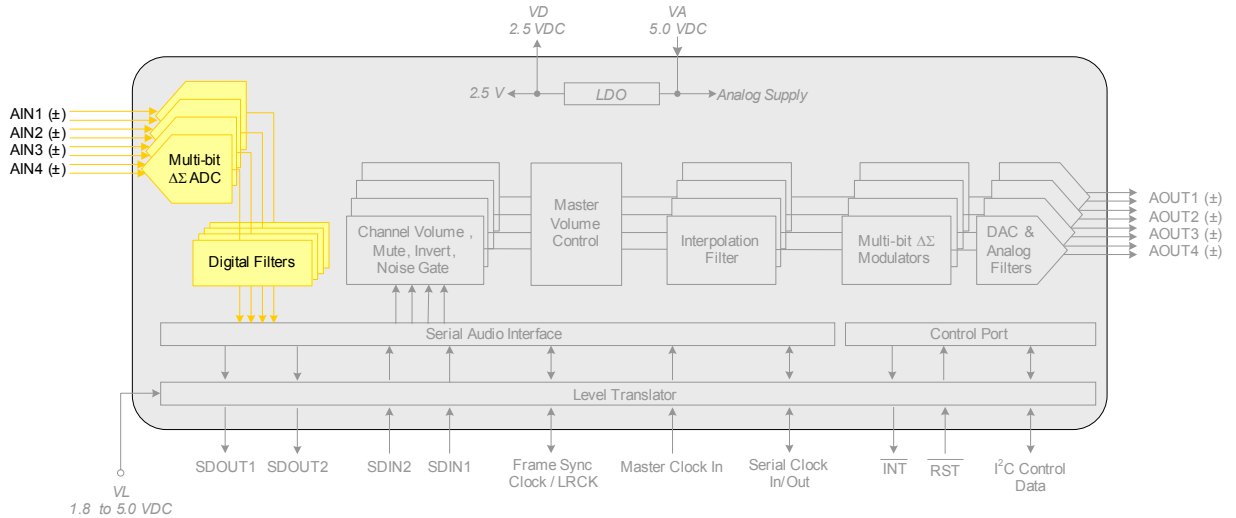 VD
2.5 VDC
VA
5.0 VDC
2.5 V
LDO
Analog Supply
AIN1 (±)
AIN2 (±)
AIN3 (±)
AIN4 (±)
Multi-bit
ΔΣ ADC
Digital Filters
Channel Volume ,
Mute, Invert,
Noise Gate
Master
Volume
Control
Interpolation
Filter
Multi-bit ΔΣ
Modulators
DAC &
Analog
Filters
AOUT1 (±)
AOUT2 (±)
AOUT3 (±)
AOUT4 (±)
Serial Audio Interface
Control Port
Level Translator
VL
1.8 to 5.0 VDC
SDOUT1
SDOUT2
SDIN2
SDIN1
Frame Sync
Clock / LRCK
Master Clock In
Serial Clock
In/Out
INT
RST
I²C Control
Data